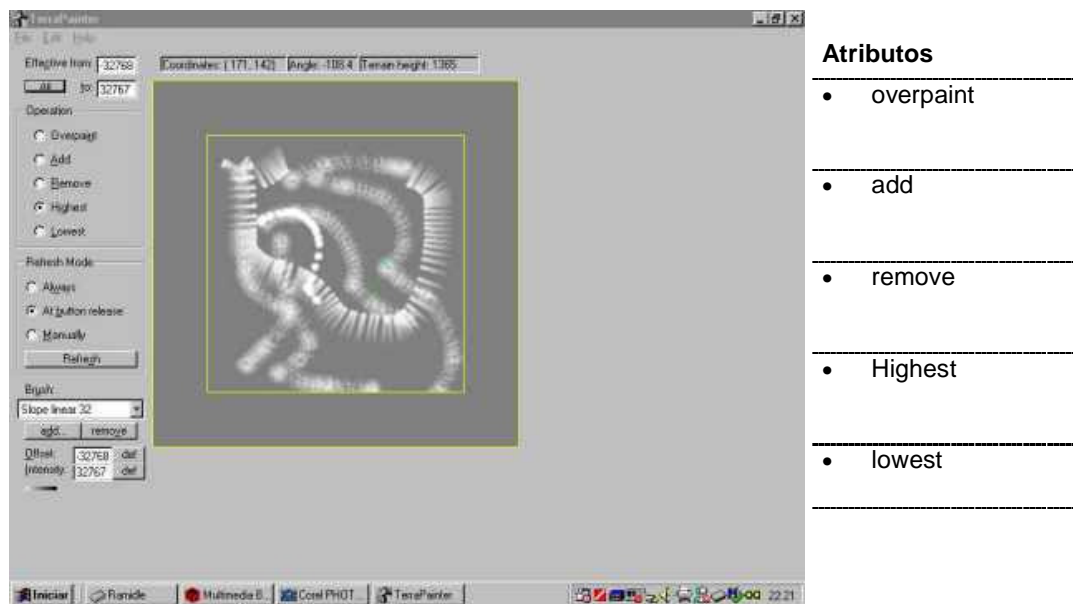 TerraPainter
File Edit Help
Effective from: -32768
All to: 32767
Coordinates: ( 171, 142) Angle: -108.4 Terrain height: 1365
Operation
Overpaint
Add
Remove
Highest
Lowest
Refresh Mode
Always
At button release
Manually
Refresh
Brush:
Slope linear 32
add... remove
Offset: -32768 def
Intensity: 32767 def
Iniciar
Multimedia B...
Corel PHOT...
TerraPainter
22:21
Atributos
• overpaint
• add
• remove
• Highest
• lowest